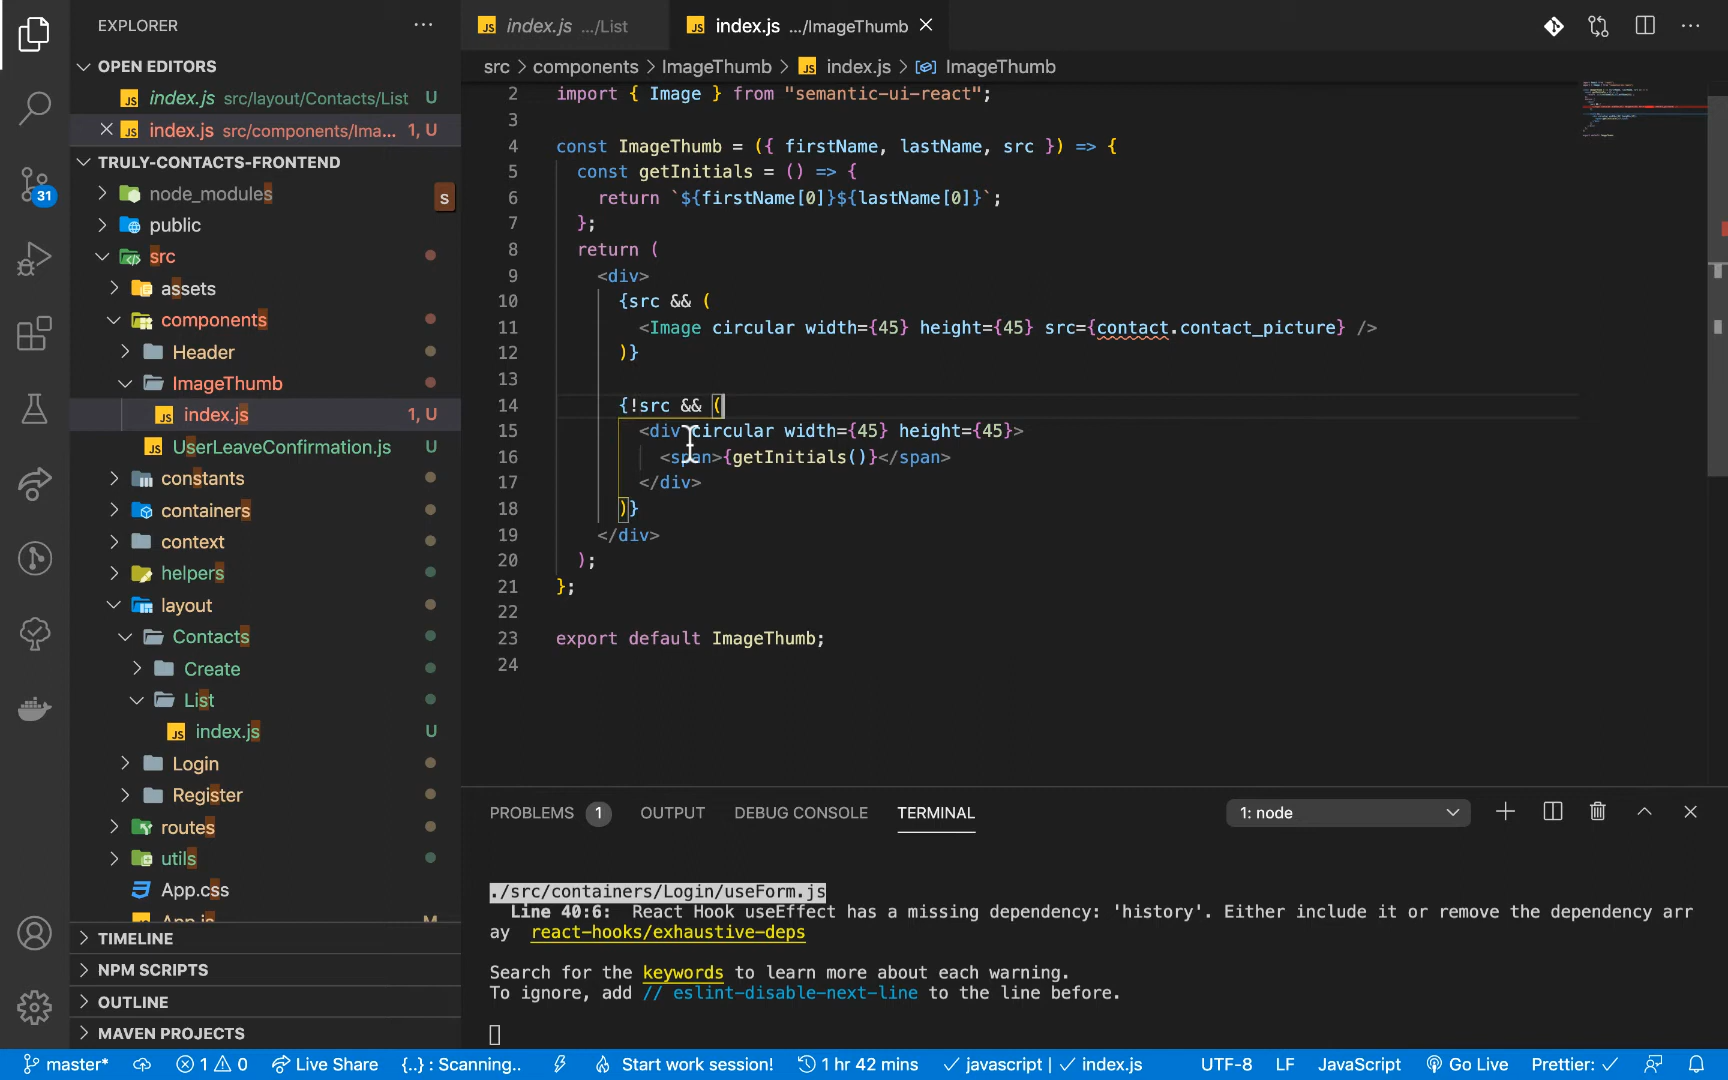 EXPLORER
OPEN EDITORS
JS index.js src/layout/Contacts/List U
JS index.js src/components/Ima... 1, U
TRULY-CONTACTS-FRONTEND
node_modules s
public
src
assets
components
Header
ImageThumb
JS index.js 1, U
JS UserLeaveConfirmation.js
constants
containers
context
helpers
layout
Contacts
Create
List
JS index.js U
Login
Register
routes
utils
App.css
App.js M
TIMELINE
NPM SCRIPTS
OUTLINE
MAVEN PROJECTS
31
JS index.js .../List
JS index.js .../ImageThumb
src > components > ImageThumb > JS index.js > ImageThumb
2 import { Image } from "semantic-ui-react";
3
4 const ImageThumb = ({ firstName, lastName, src }) => {
5 const getInitials = () => {
6 return `${firstName[0]}${lastName[0]}`;
7 };
8 return (
9 <div>
10 {src && (
11 <Image circular width={45} height={45} src={contact.contact_picture} />
12 )}
13
14 {!src && (
15 <div circular width={45} height={45}>
16 <span>{getInitials()}</span>
17 </div>
18 )}
19 </div>
20 );
21 };
22
23 export default ImageThumb;
24
PROBLEMS 1 OUTPUT DEBUG CONSOLE TERMINAL 1: node
./src/containers/Login/useForm.js
Line 40:6: React Hook useEffect has a missing dependency: 'history'. Either include it or remove the dependency arr
ay react-hooks/exhaustive-deps
Search for the keywords to learn more about each warning.
To ignore, add // eslint-disable-next-line to the line before.
master* 1 0 Live Share {..} : Scanning.. Start work session! 1 hr 42 mins javascript | index.js UTF-8 LF JavaScript Go Live Prettier: